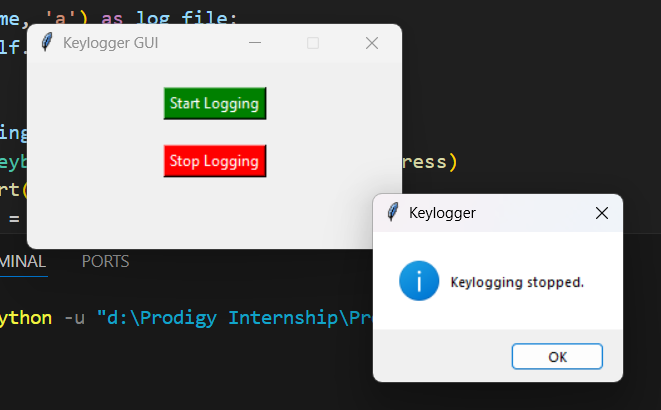 me, 'a') as log_file:
Keylogger GUI
lf.
Start Logging
ing
Stop Logging
eyb
ress)
rt(
=
Keylogger
MINAL PORTS
Keylogging stopped.
ython -u "d:\Prodigy Internship\Pr
OK